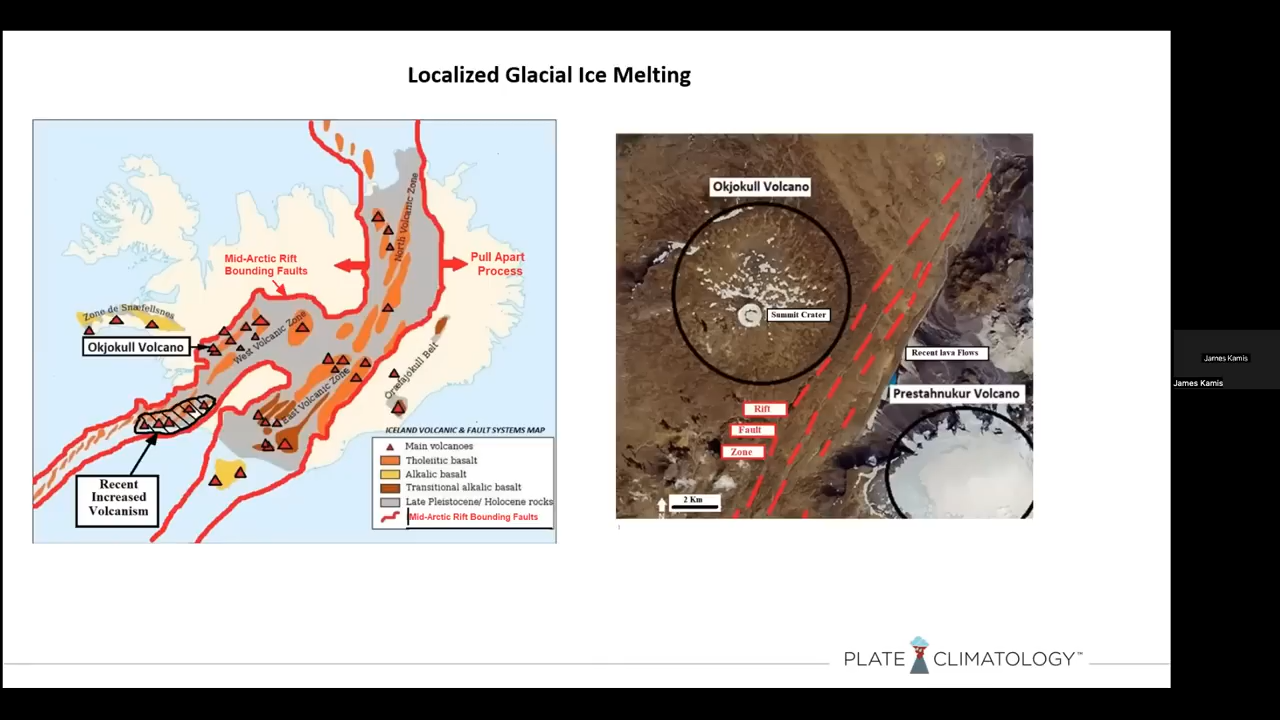 Localized Glacial Ice Melting
North Volcanic Zone
Mid-Arctic Rift
Bounding Faults
Pull Apart
Process
Zone de Snæfellsnes
Okjokull Volcano
West Volcanic Zone
East Volcanic Zone
Oræfajokull Belt
Recent
Increased
Volcanism
ICELAND VOLCANIC & FAULT SYSTEMS MAP
Main volcanoes
Tholeiitic basalt
Alkalic basalt
Transitional alkalic basalt
Late Pleistocene/ Holocene rocks
Mid-Arctic Rift Bounding Faults
Okjokull Volcano
Summit Crater
Recent lava Flows
Prestahnukur Volcano
Rift
Fault
Zone
2 Km
PLATE CLIMATOLOGY™
James Kamis
James Kamis